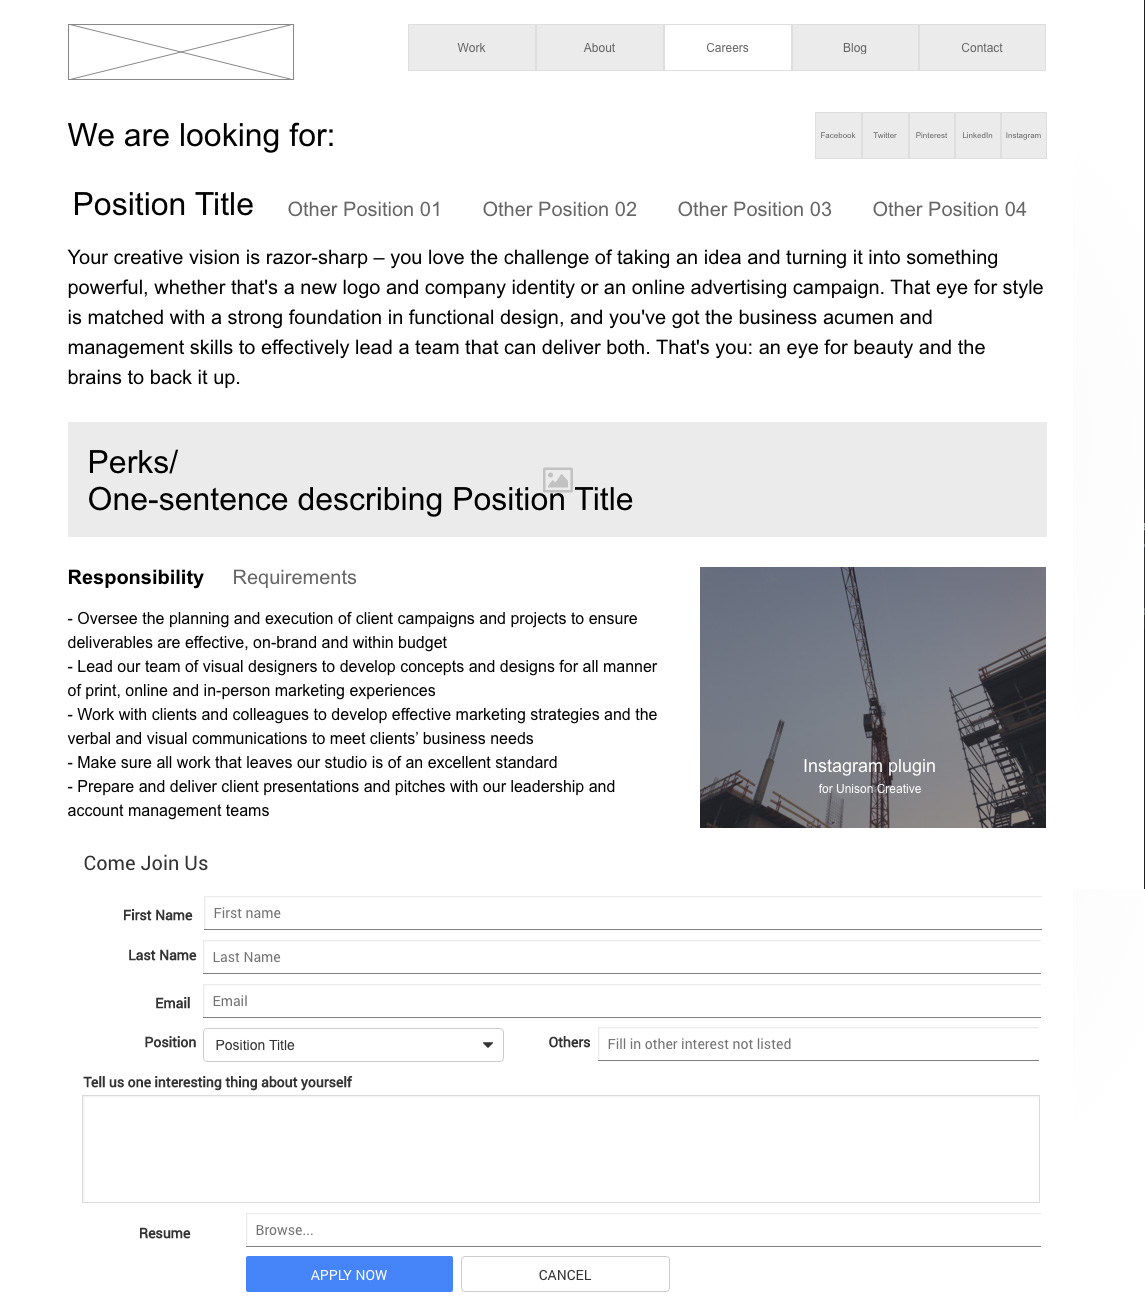 Work About Careers Blog Contact
We are looking for:
Facebook Twitter Pinterest LinkedIn Instagram
Position Title Other Position 01 Other Position 02 Other Position 03 Other Position 04
Your creative vision is razor-sharp – you love the challenge of taking an idea and turning it into something
powerful, whether that's a new logo and company identity or an online advertising campaign. That eye for style
is matched with a strong foundation in functional design, and you've got the business acumen and
management skills to effectively lead a team that can deliver both. That's you: an eye for beauty and the
brains to back it up.
Perks/
One-sentence describing Position Title
Responsibility Requirements
- Oversee the planning and execution of client campaigns and projects to ensure
deliverables are effective, on-brand and within budget
- Lead our team of visual designers to develop concepts and designs for all manner
of print, online and in-person marketing experiences
- Work with clients and colleagues to develop effective marketing strategies and the
verbal and visual communications to meet clients’ business needs
- Make sure all work that leaves our studio is of an excellent standard
- Prepare and deliver client presentations and pitches with our leadership and
account management teams
Instagram plugin
for Unison Creative
Come Join Us
First Name First name
Last Name Last Name
Email Email
Position Position Title Others Fill in other interest not listed
Tell us one interesting thing about yourself
Resume Browse...
APPLY NOW CANCEL